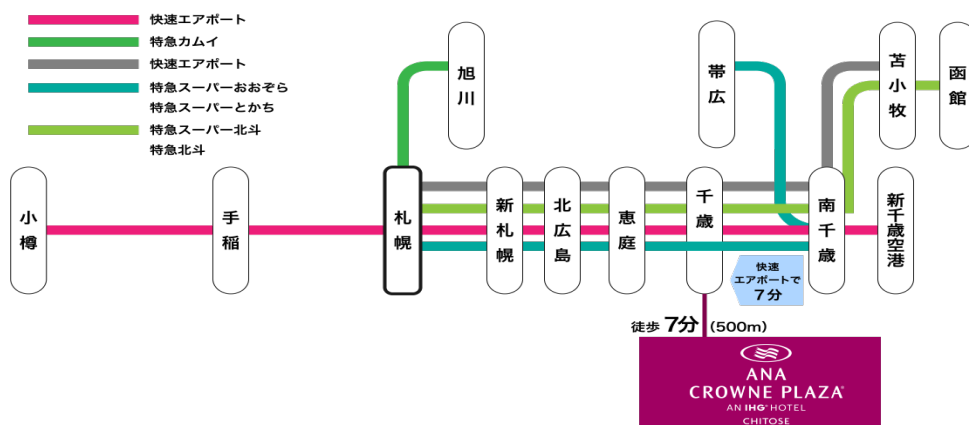 快速エアポート
特急カムイ
快速エアポート
特急スーパーおおぞら
特急スーパーとかち
特急スーパー北斗
特急北斗
旭川
帯広
苫小牧
函館
小樽
手稲
札幌
新札幌
北広島
恵庭
千歳
南千歳
新千歳空港
快速
エアポートで
7分
徒歩 7分 (500m)
ANA
CROWNE PLAZA®
AN IHG® HOTEL
CHITOSE